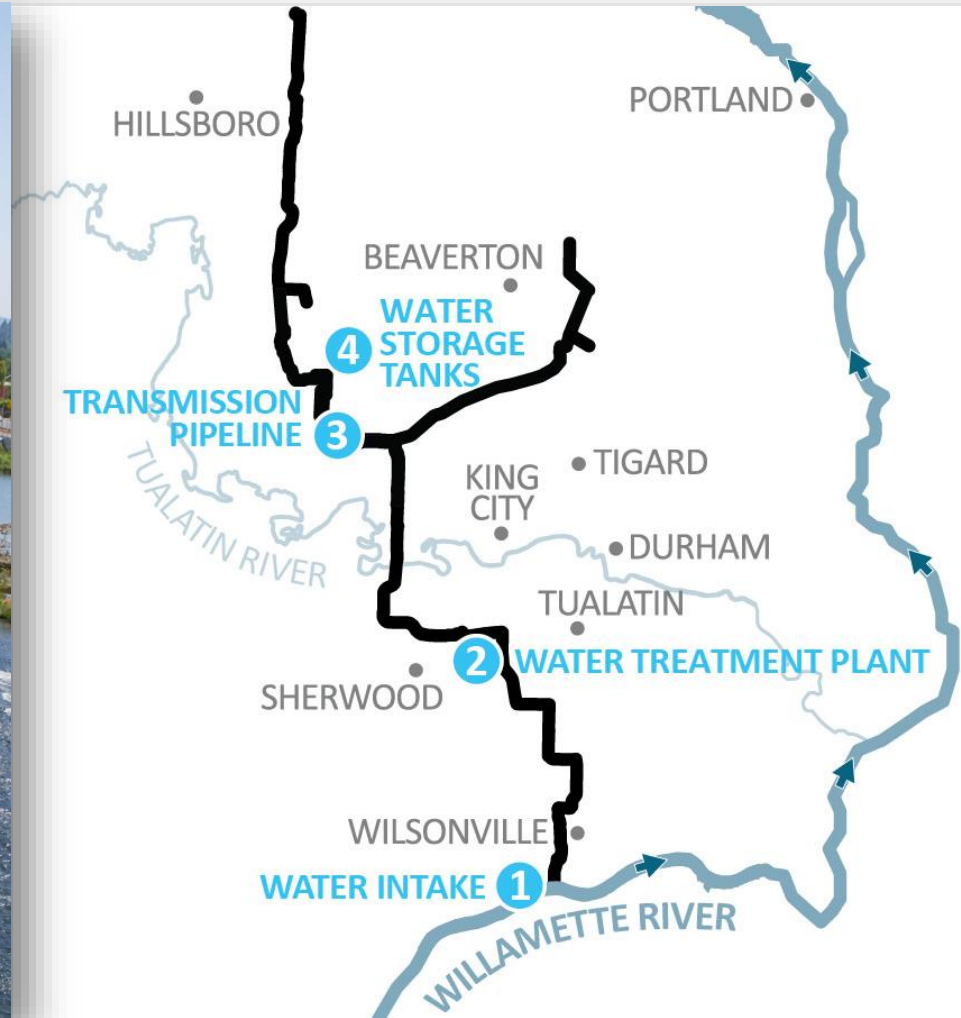 PORTLAND
HILLSBORO
BEAVERTON
4
WATER
STORAGE
TANKS
TRANSMISSION
PIPELINE
3
TUALATIN RIVER
KING
CITY
TIGARD
DURHAM
TUALATIN
2
WATER TREATMENT PLANT
SHERWOOD
WILSONVILLE
WATER INTAKE
1
WILLAMETTE RIVER